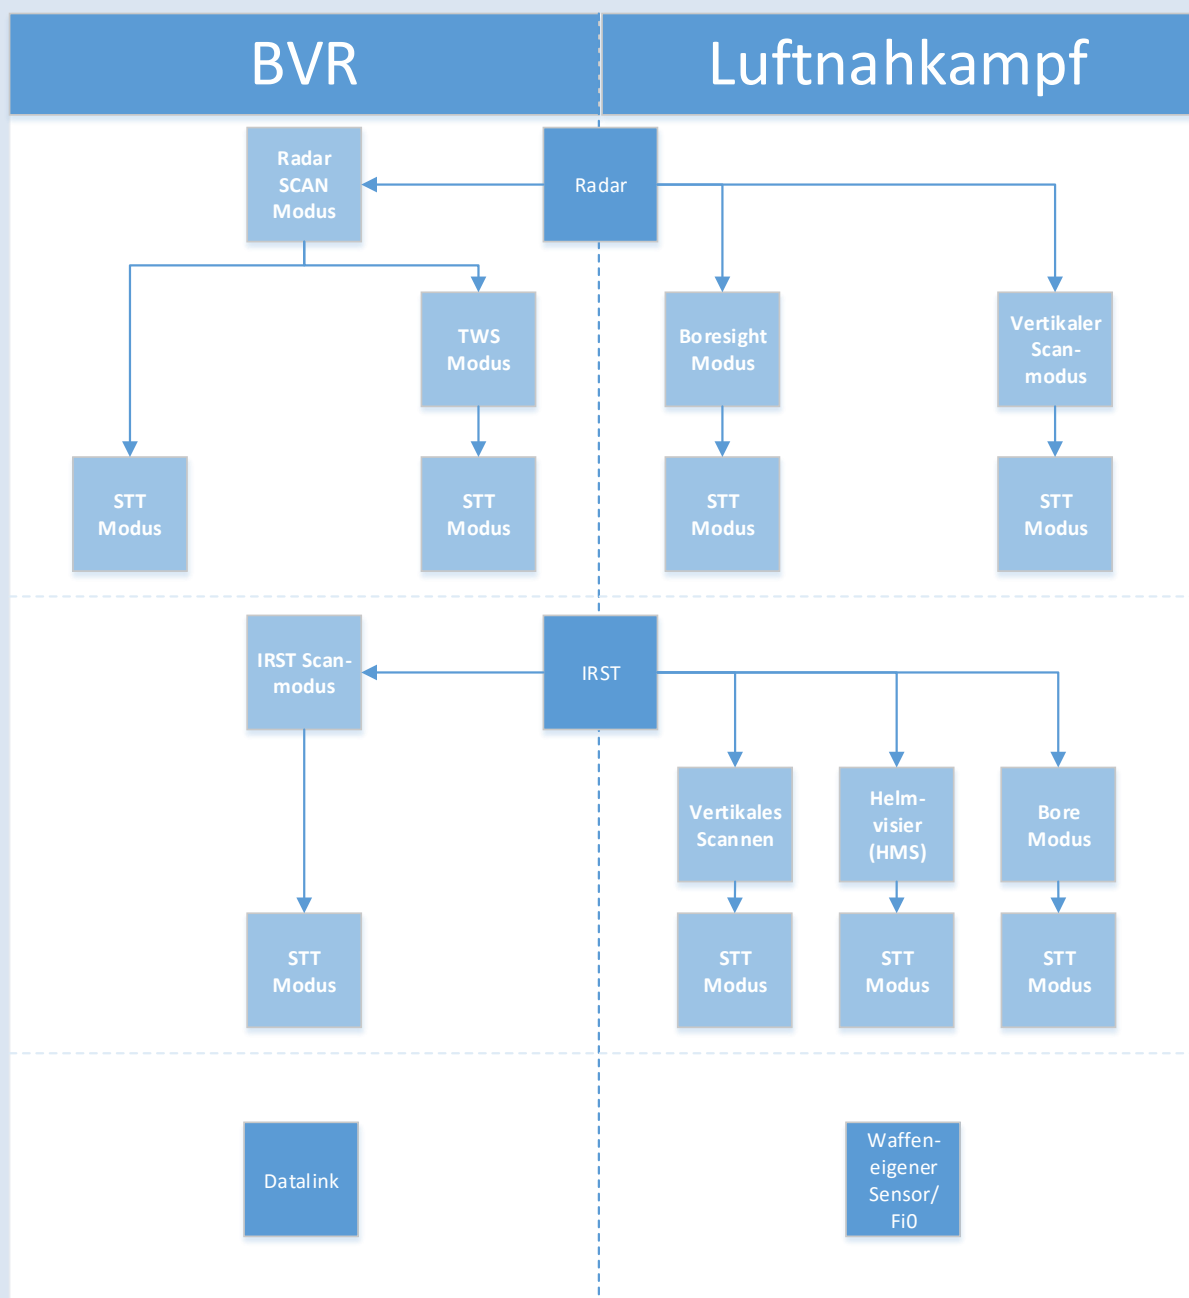 BVR
Luftnahkampf
Radar
SCAN
Modus
Radar
TWS
Modus
Boresight
Modus
Vertikaler
Scan-
modus
STT
Modus
STT
Modus
STT
Modus
STT
Modus
IRST Scan-
modus
IRST
Vertikales
Scannen
Helm-
visier
(HMS)
Bore
Modus
STT
Modus
STT
Modus
STT
Modus
STT
Modus
Datalink
Waffen-
eigener
Sensor/
Fi0